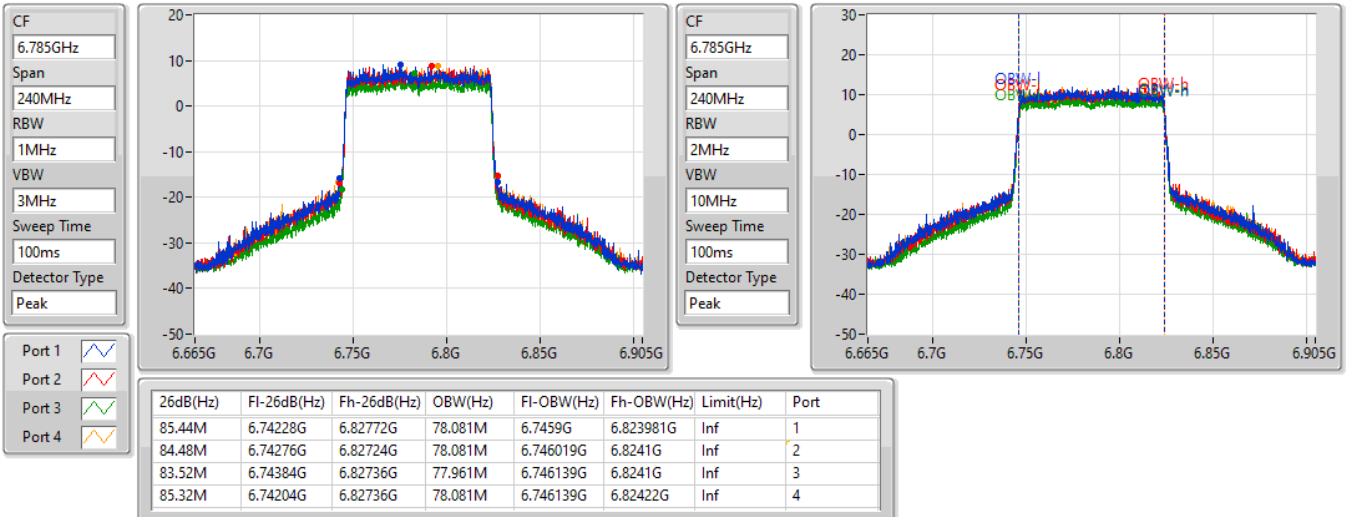 CF
6.785GHz
Span
240MHz
RBW
1MHz
VBW
3MHz
Sweep Time
100ms
Detector Type
Peak
20
10
0
-10
-20
-30
-40
-50
6.665G 6.7G 6.75G 6.8G 6.85G 6.905G
CF
6.785GHz
Span
240MHz
RBW
2MHz
VBW
10MHz
Sweep Time
100ms
Detector Type
Peak
30
20
10
0
-10
-20
-30
-40
-50
OBW-l
OBW-h
6.665G 6.7G 6.75G 6.8G 6.85G 6.905G
Port 1
Port 2
Port 3
Port 4
26dB(Hz) Fl-26dB(Hz) Fh-26dB(Hz) OBW(Hz) Fl-OBW(Hz) Fh-OBW(Hz) Limit(Hz) Port
85.44M 6.74228G 6.82772G 78.081M 6.7459G 6.823981G Inf 1
84.48M 6.74276G 6.82724G 78.081M 6.746019G 6.8241G Inf 2
83.52M 6.74384G 6.82736G 77.961M 6.746139G 6.8241G Inf 3
85.32M 6.74204G 6.82736G 78.081M 6.746139G 6.82422G Inf 4